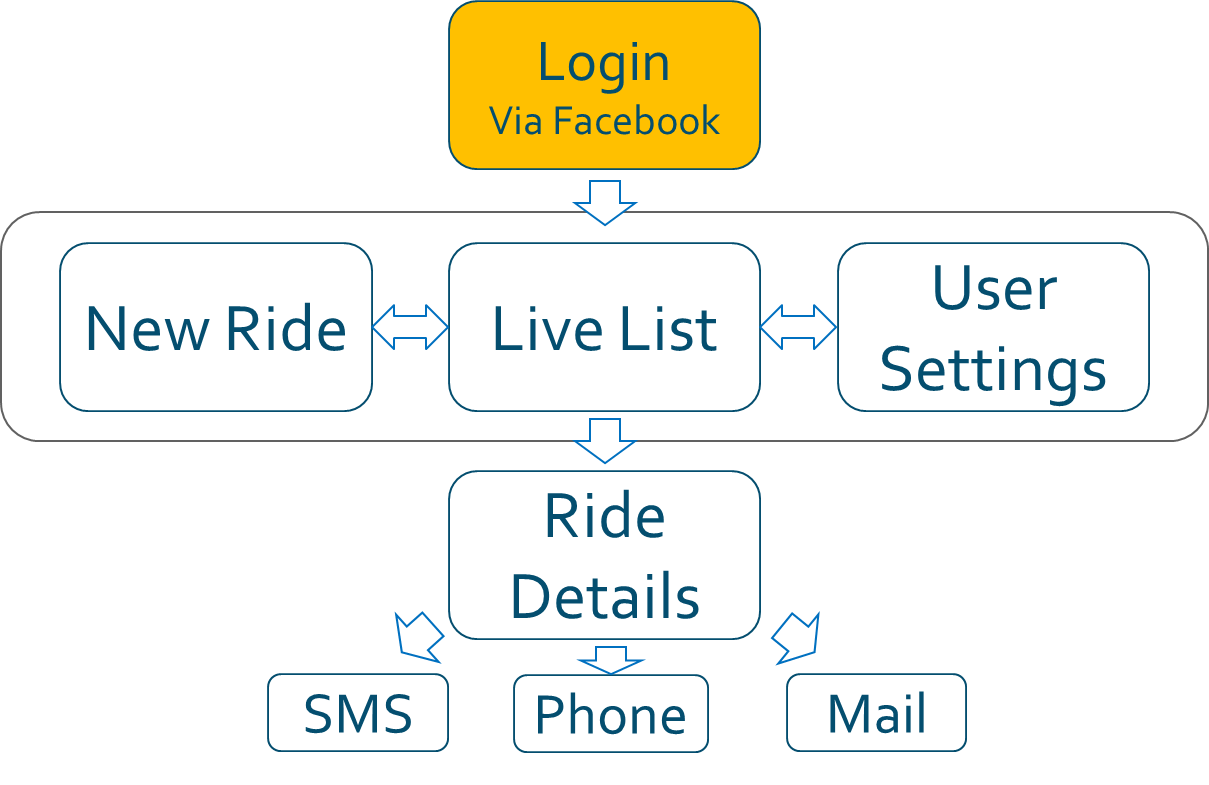 Login
Via Facebook
New Ride
Live List
User
Settings
Ride
Details
SMS
Phone
Mail